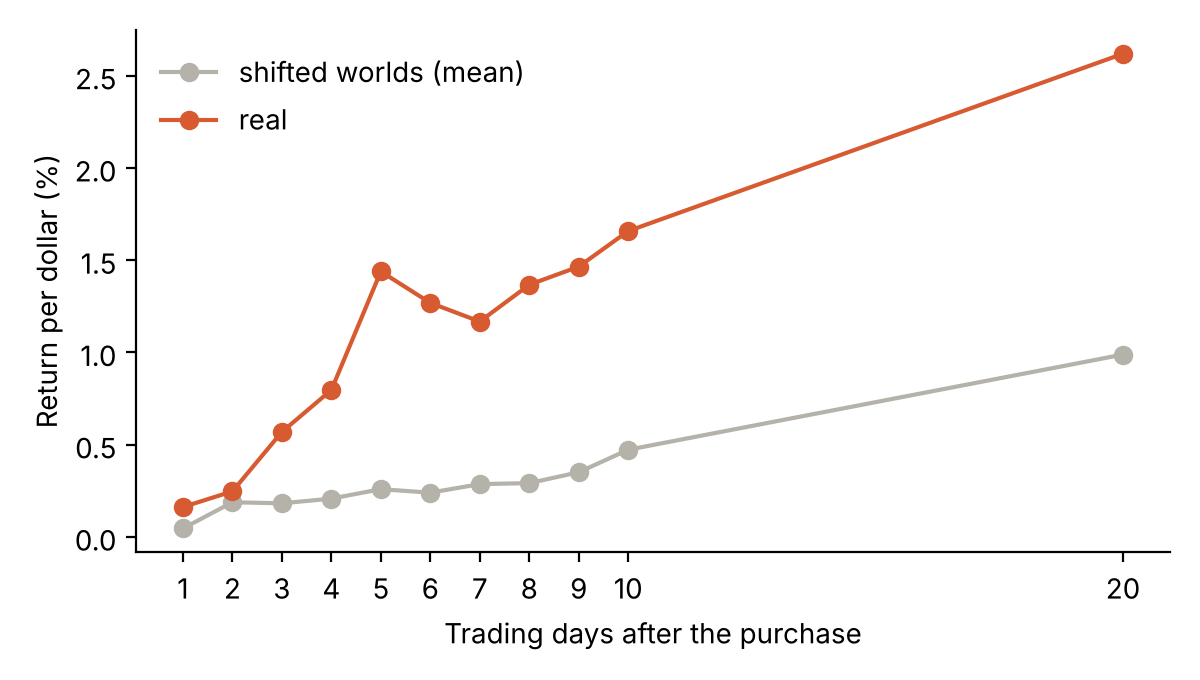 shifted worlds (mean)
real
Return per dollar (%)
2.5
2.0
1.5
1.0
0.5
0.0
1 2 3 4 5 6 7 8 9 10 20
Trading days after the purchase